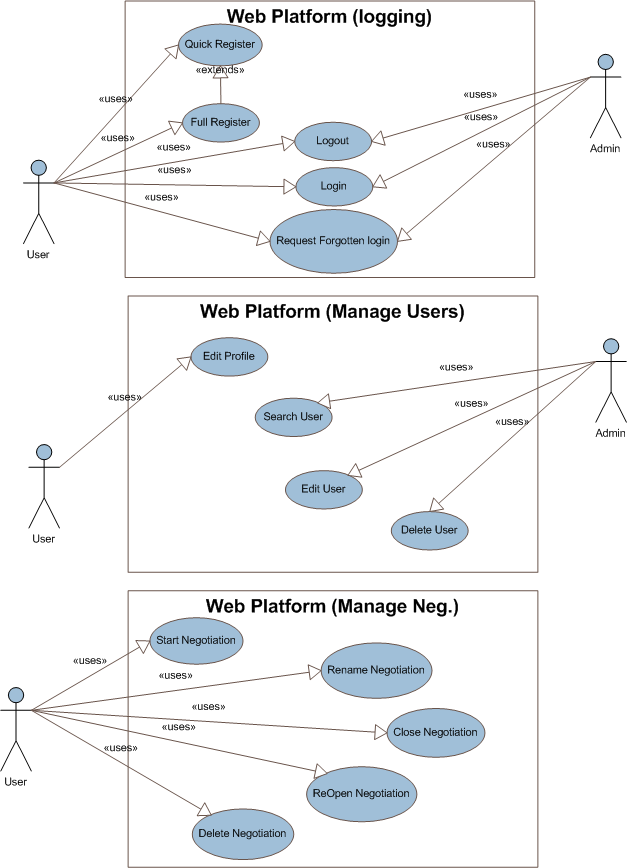 Web Platform (logging)
Quick Register
«extends»
«uses»
Full Register
«uses»
«uses»
Logout
«uses»
«uses»
«uses»
Admin
«uses»
Login
«uses»
User
Request Forgotten login
Web Platform (Manage Users)
Edit Profile
«uses»
«uses»
Search User
«uses»
«uses»
Admin
Edit User
Delete User
User
Web Platform (Manage Neg.)
Start Negotiation
«uses»
Rename Negotiation
«uses»
«uses»
Close Negotiation
«uses»
«uses»
User
ReOpen Negotiation
Delete Negotiation